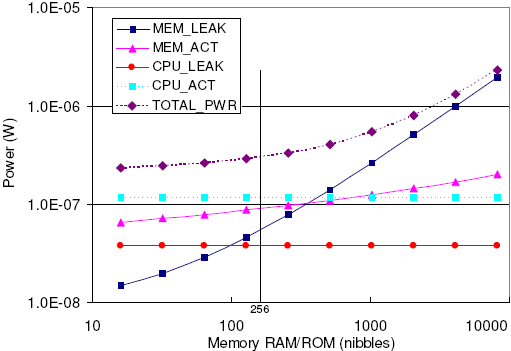 1.0E-05
1.0E-06
1.0E-07
1.0E-08
Power (W)
MEM_LEAK
MEM_ACT
CPU_LEAK
CPU_ACT
TOTAL_PWR
256
10
100
1000
10000
Memory RAM/ROM (nibbles)